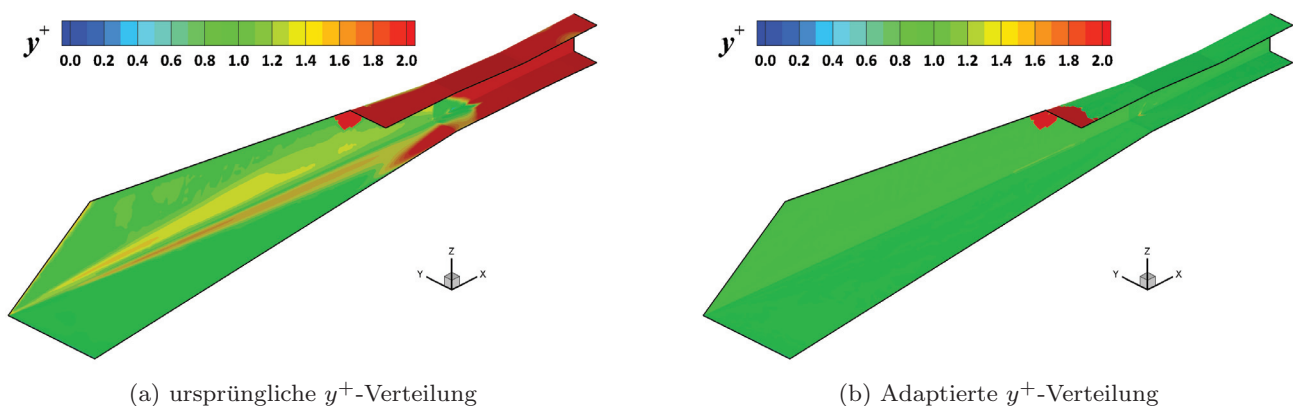 y+ 0.0 0.2 0.4 0.6 0.8 1.0 1.2 1.4 1.6 1.8 2.0
y+ 0.0 0.2 0.4 0.6 0.8 1.0 1.2 1.4 1.6 1.8 2.0
Z
Y X
Z
Y X
(a) ursprüngliche y+-Verteilung
(b) Adaptierte y+-Verteilung